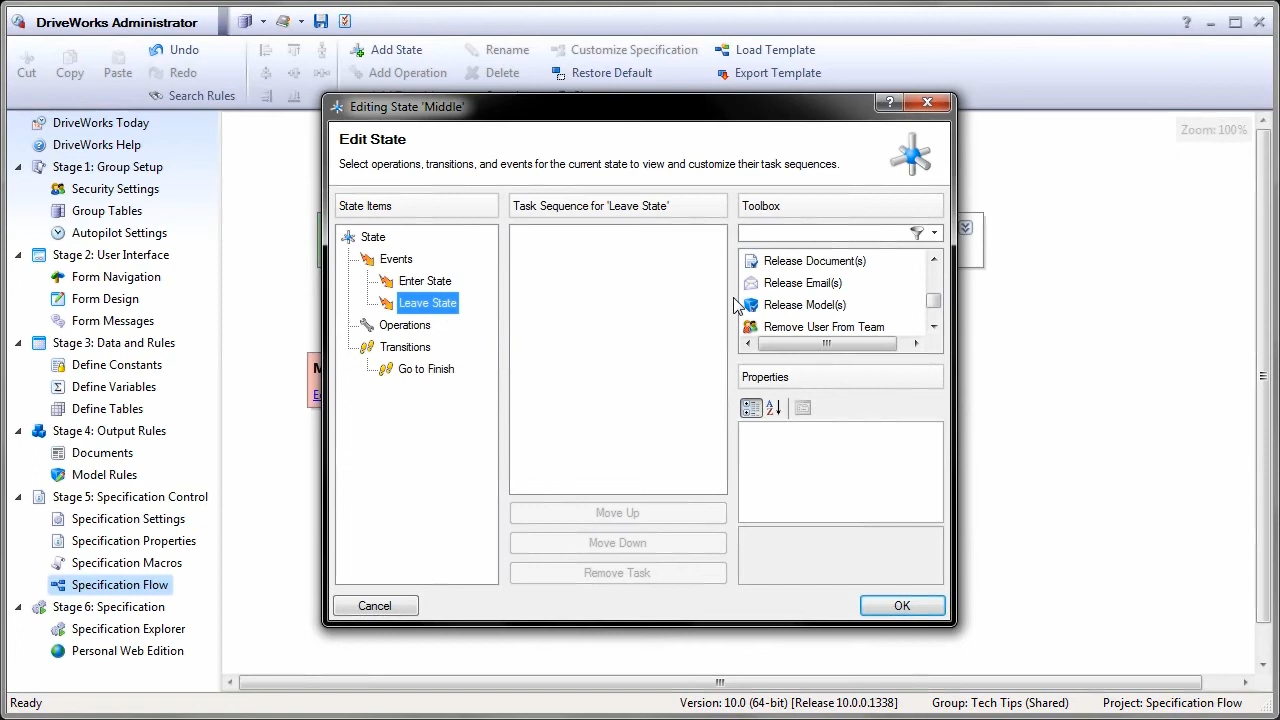 DriveWorks Administrator
Cut
Copy
Paste
Undo
Redo
Search Rules
Add State
Add Operation
Rename
Delete
Customize Specification
Restore Default
Load Template
Export Template
DriveWorks Today
DriveWorks Help
Stage 1: Group Setup
Security Settings
Group Tables
Autopilot Settings
Stage 2: User Interface
Form Navigation
Form Design
Form Messages
Stage 3: Data and Rules
Define Constants
Define Variables
Define Tables
Stage 4: Output Rules
Documents
Model Rules
Stage 5: Specification Control
Specification Settings
Specification Properties
Specification Macros
Specification Flow
Stage 6: Specification
Specification Explorer
Personal Web Edition
Zoom: 100%
Editing State 'Middle'
Edit State
Select operations, transitions, and events for the current state to view and customize their task sequences.
State Items
State
Events
Enter State
Leave State
Operations
Transitions
Go to Finish
Task Sequence for 'Leave State'
Move Up
Move Down
Remove Task
Toolbox
Release Document(s)
Release Email(s)
Release Model(s)
Remove User From Team
Properties
Cancel
OK
Ready
Version: 10.0 (64-bit) [Release 10.0.0.1338]
Group: Tech Tips (Shared)
Project: Specification Flow